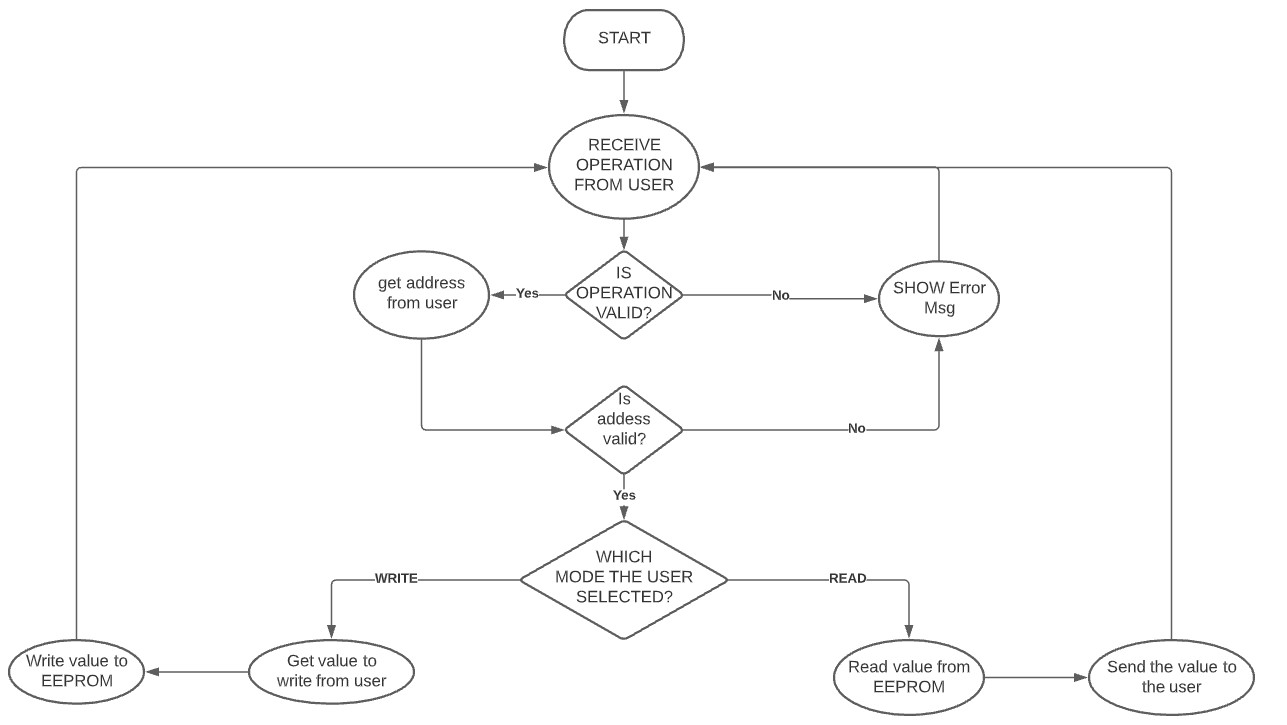 START
RECEIVE
OPERATION
FROM USER
get address
from user
Yes
IS
OPERATION
VALID?
No
SHOW Error
Msg
Is
addess
valid?
No
Yes
WHICH
MODE THE USER
SELECTED?
WRITE
READ
Write value to
EEPROM
Get value to
write from user
Read value from
EEPROM
Send the value to
the user